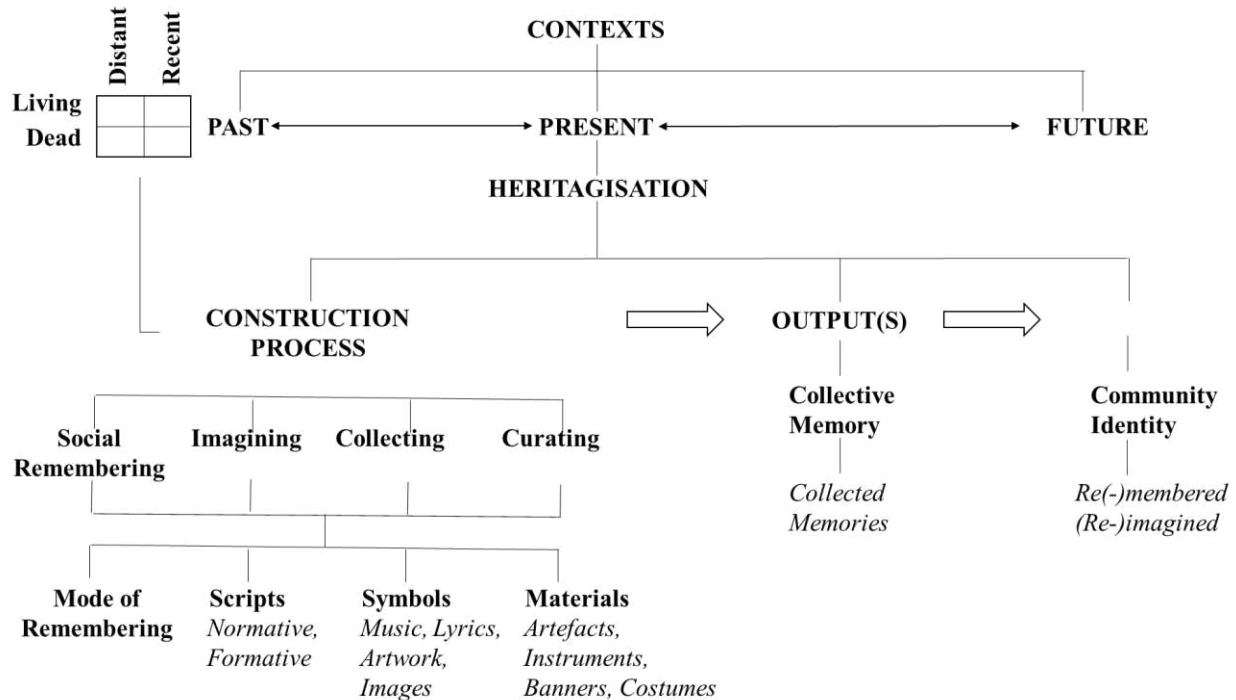 CONTEXTS
Distant
Recent
Living
Dead
PAST
PRESENT
FUTURE
HERITAGISATION
CONSTRUCTION
PROCESS
OUTPUT(S)
Collective
Memory
Community
Identity
Social
Remembering
Imagining
Collecting
Curating
Collected
Memories
Re(-)membered
(Re-)imagined
Mode of
Remembering
Scripts
Normative,
Formative
Symbols
Music, Lyrics,
Artwork,
Images
Materials
Artefacts,
Instruments,
Banners, Costumes